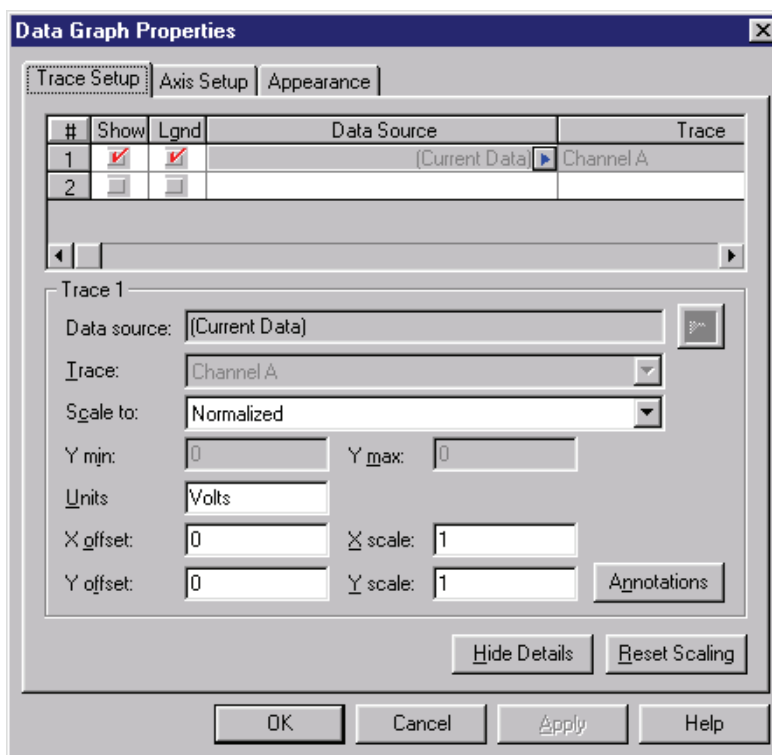 Data Graph Properties
Trace Setup Axis Setup Appearance
# Show Lgnd Data Source Trace
1 (Current Data) Channel A
2
Trace 1
Data source: (Current Data)
Trace: Channel A
Scale to: Normalized
Y min: 0 Y max: 0
Units Volts
X offset: 0 X scale: 1
Y offset: 0 Y scale: 1 Annotations
Hide Details Reset Scaling
OK Cancel Apply Help